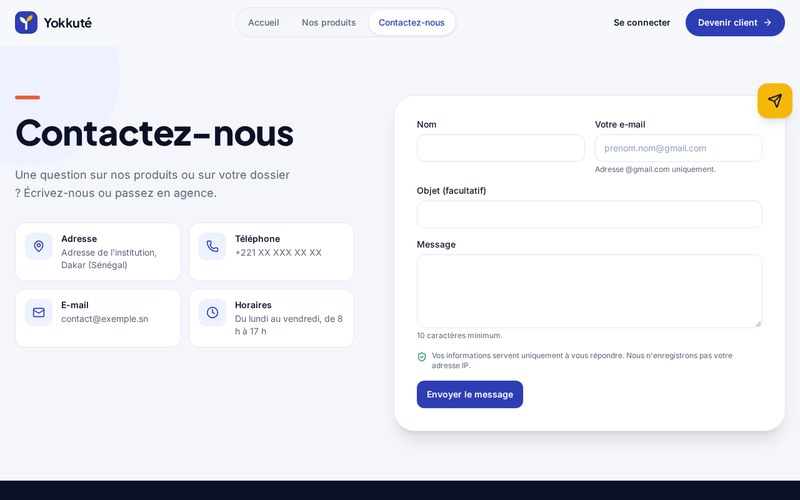 Yokkuté
Accueil
Nos produits
Contactez-nous
Se connecter
Devenir client →
Contactez-nous
Une question sur nos produits ou sur votre dossier
? Écrivez-nous ou passez en agence.
Adresse
Adresse de l'institution,
Dakar (Sénégal)
Téléphone
+221 XX XXX XX XX
E-mail
contact@exemple.sn
Horaires
Du lundi au vendredi, de 8
h à 17 h
Nom
Votre e-mail
prenom.nom@gmail.com
Adresse @gmail.com uniquement.
Objet (facultatif)
Message
10 caractères minimum.
Vos informations servent uniquement à vous répondre. Nous n'enregistrons pas votre
adresse IP.
Envoyer le message